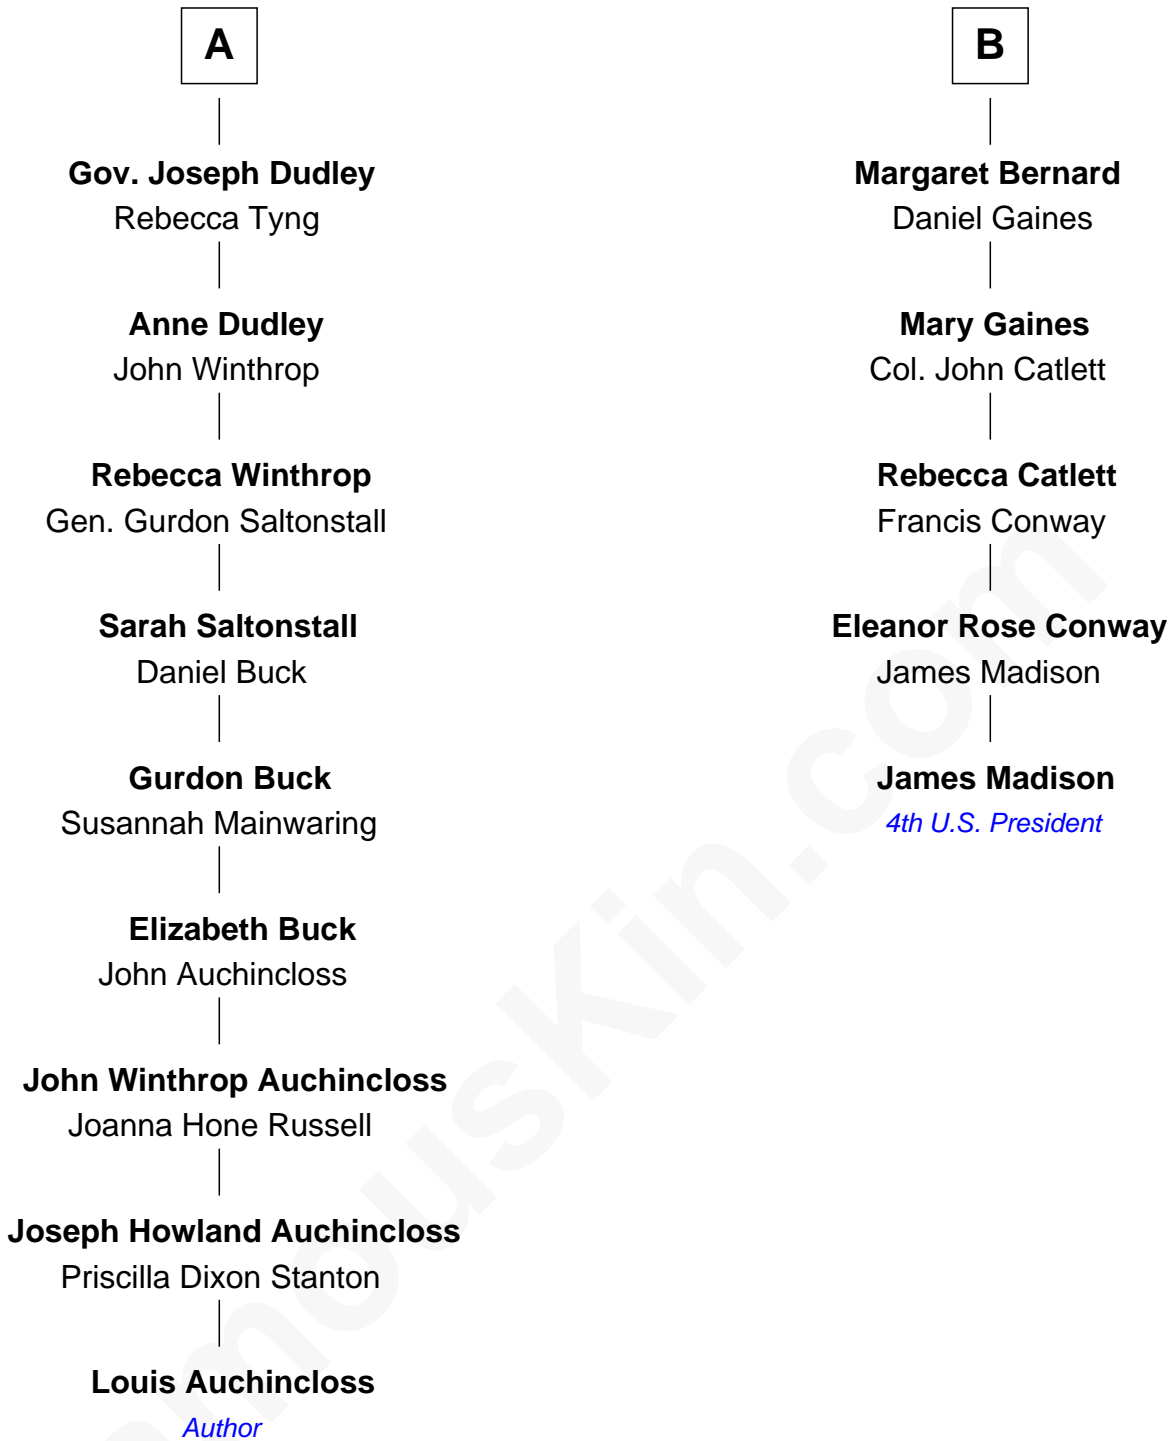 A
Gov. Joseph Dudley
Rebecca Tyng
Anne Dudley
John Winthrop
Rebecca Winthrop
Gen. Gurdon Saltonstall
Sarah Saltonstall
Daniel Buck
Gurdon Buck
Susannah Mainwaring
Elizabeth Buck
John Auchincloss
John Winthrop Auchincloss
Joanna Hone Russell
Joseph Howland Auchincloss
Priscilla Dixon Stanton
Louis Auchincloss
Author
B
Margaret Bernard
Daniel Gaines
Mary Gaines
Col. John Catlett
Rebecca Catlett
Francis Conway
Eleanor Rose Conway
James Madison
James Madison
4th U.S. President
amousKin.com